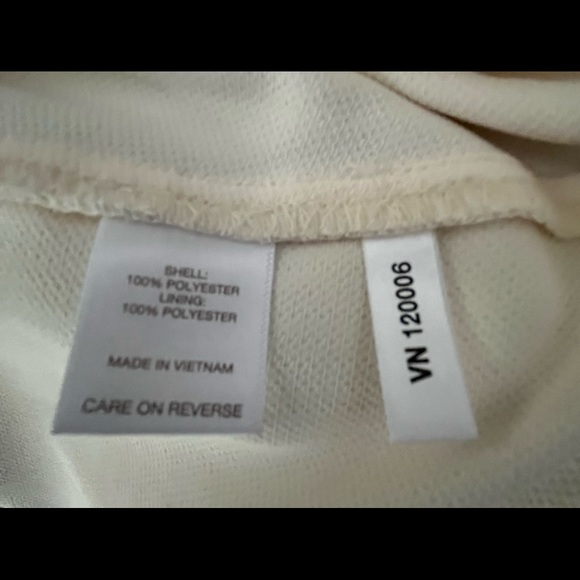 SHELL:
100% POLYESTER
LINING:
100% POLYESTER
MADE IN VIETNAM
CARE ON REVERSE
VN 120006